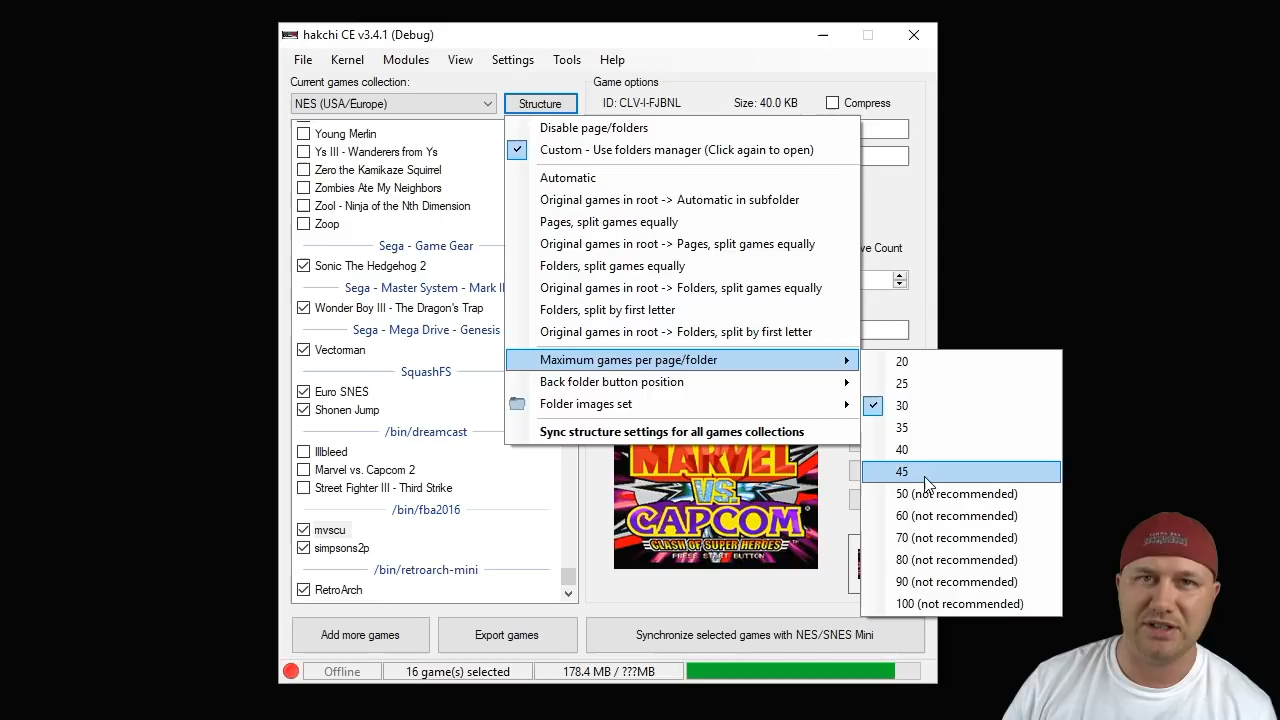 hakchi CE v3.4.1 (Debug)
File Kernel Modules View Settings Tools Help
Current games collection:
NES (USA/Europe)
Structure
Game options
ID: CLV-I-FJBNL
Size: 40.0 KB
Compress
Young Merlin
Ys III - Wanderers from Ys
Zero the Kamikaze Squirrel
Zombies Ate My Neighbors
Zool - Ninja of the Nth Dimension
Zoop
Sega - Game Gear
Sonic The Hedgehog 2
Sega - Master System - Mark II
Wonder Boy III - The Dragon's Trap
Sega - Mega Drive - Genesis
Vectorman
SquashFS
Euro SNES
Shonen Jump
/bin/dreamcast
Illbleed
Marvel vs. Capcom 2
Street Fighter III - Third Strike
/bin/fba2016
mvscu
simpsons2p
/bin/retroarch-mini
RetroArch
Disable page/folders
Custom - Use folders manager (Click again to open)
Automatic
Original games in root -> Automatic in subfolder
Pages, split games equally
Original games in root -> Pages, split games equally
Folders, split games equally
Original games in root -> Folders, split games equally
Folders, split by first letter
Original games in root -> Folders, split by first letter
Maximum games per page/folder
Back folder button position
Folder images set
Sync structure settings for all games collections
ve Count
20
25
30
35
40
45
50 (not recommended)
60 (not recommended)
70 (not recommended)
80 (not recommended)
90 (not recommended)
100 (not recommended)
MARVEL
VS.
CAPCOM
CLASH OF SUPER HEROES
PRESS START BUTTON
Add more games
Export games
Synchronize selected games with NES/SNES Mini
Offline
16 game(s) selected
178.4 MB / ???MB